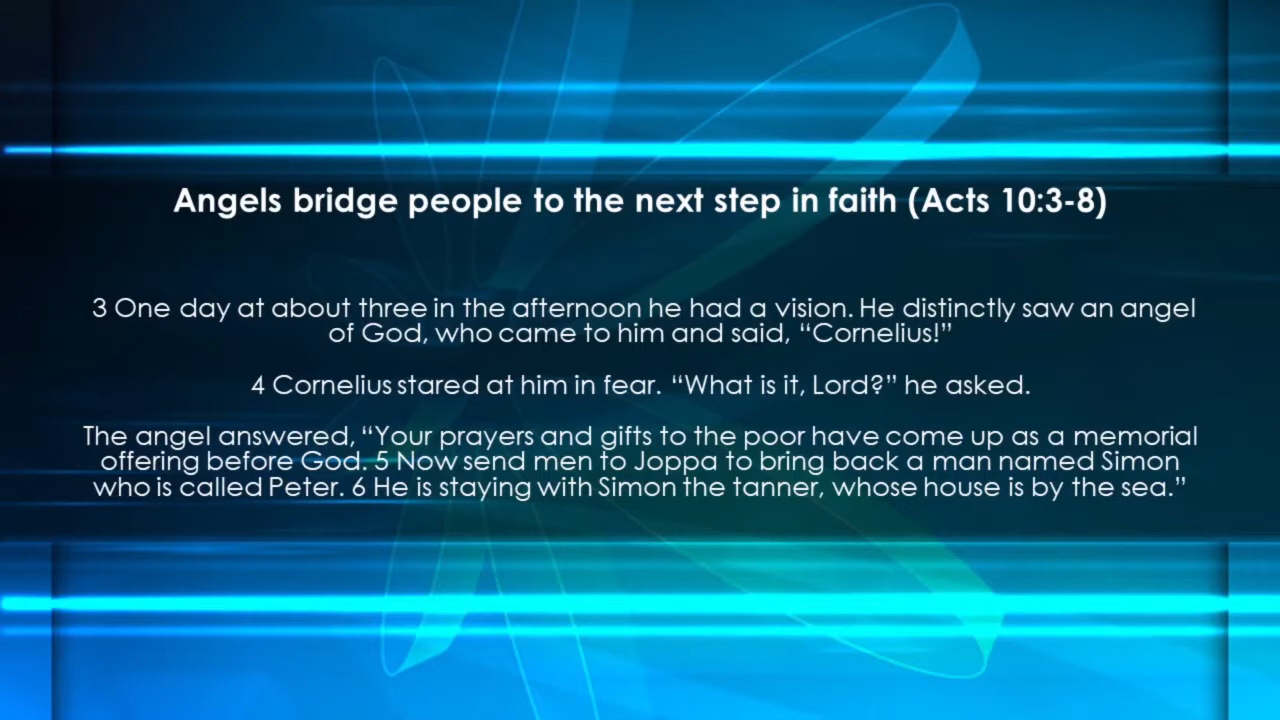 Angels bridge people to the next step in faith (Acts 10:3-8)
3 One day at about three in the afternoon he had a vision. He distinctly saw an angel
of God, who came to him and said, “Cornelius!”
4 Cornelius stared at him in fear. “What is it, Lord?” he asked.
The angel answered, “Your prayers and gifts to the poor have come up as a memorial
offering before God. 5 Now send men to Joppa to bring back a man named Simon
who is called Peter. 6 He is staying with Simon the tanner, whose house is by the sea.”